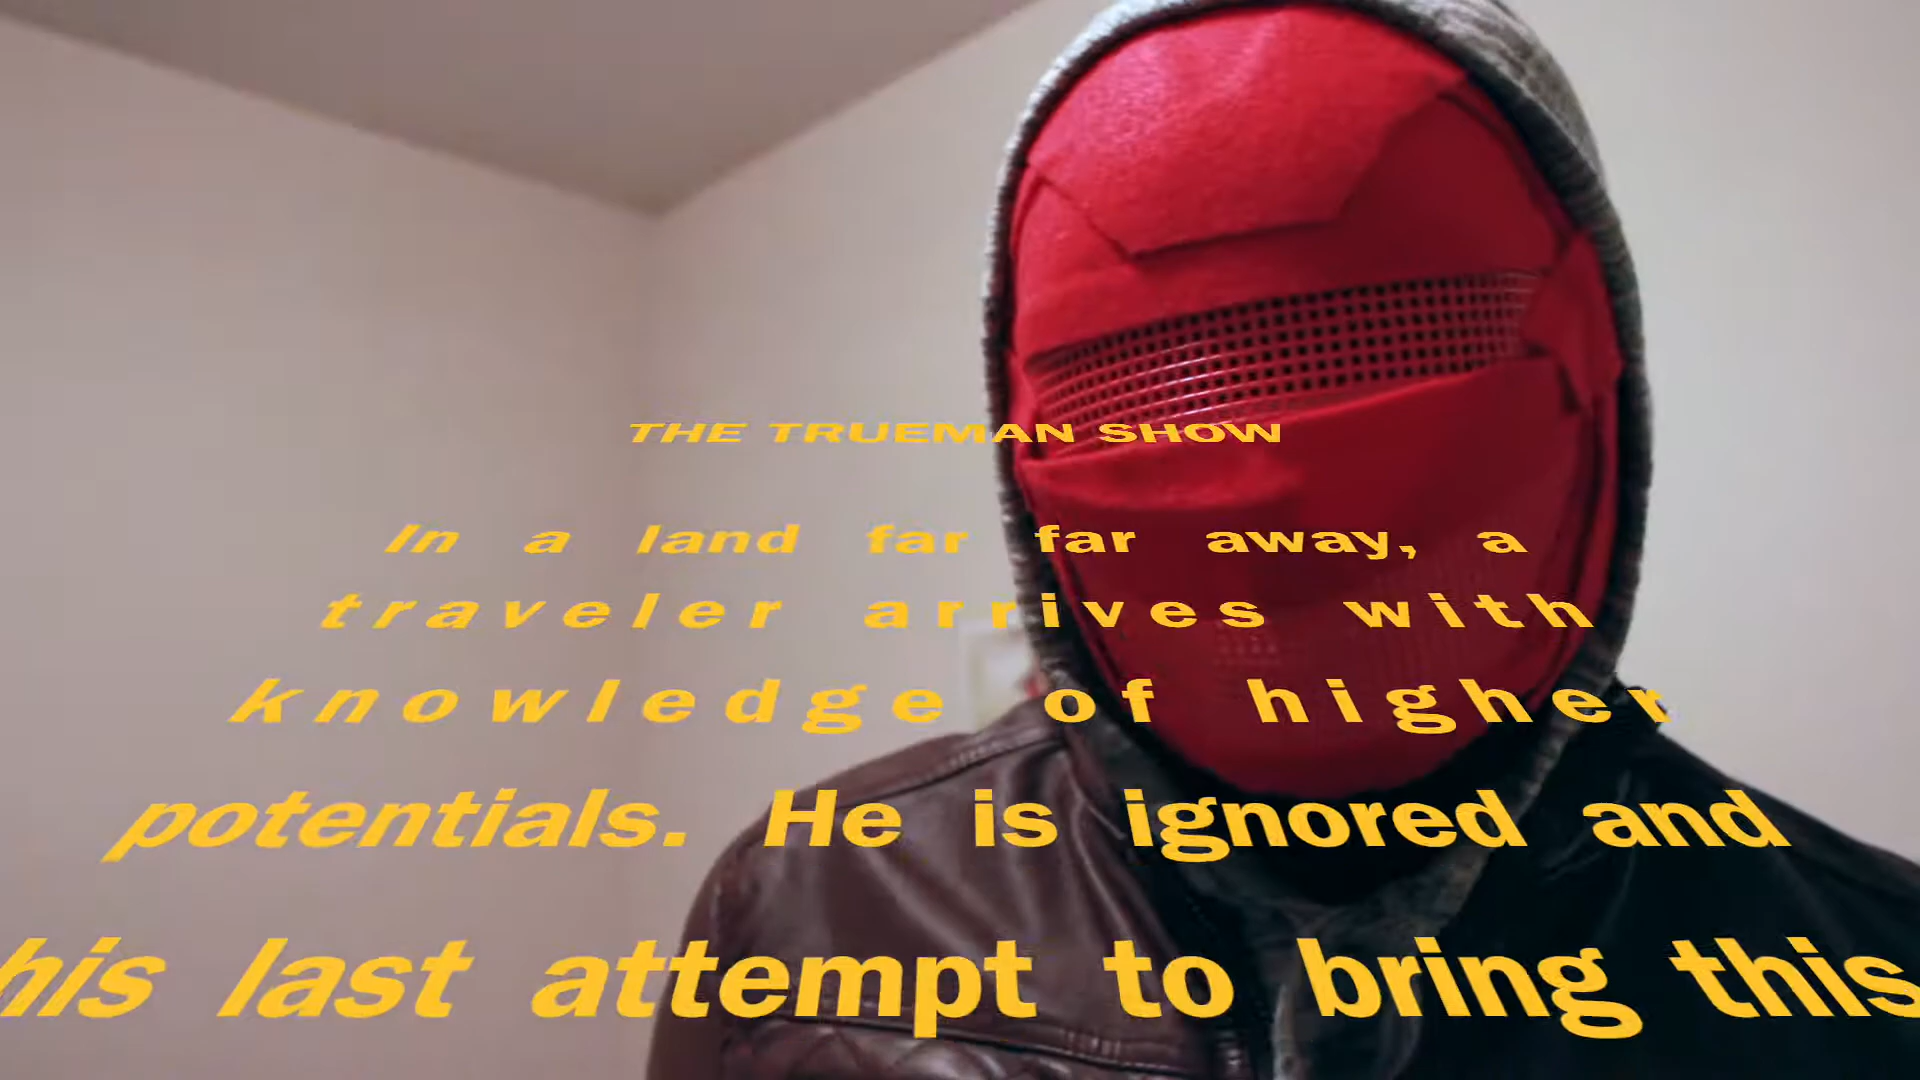 THE TRUEMAN SHOW
In a land far far away, a
traveler arrives with
knowledge of higher
potentials. He is ignored and
his last attempt to bring this